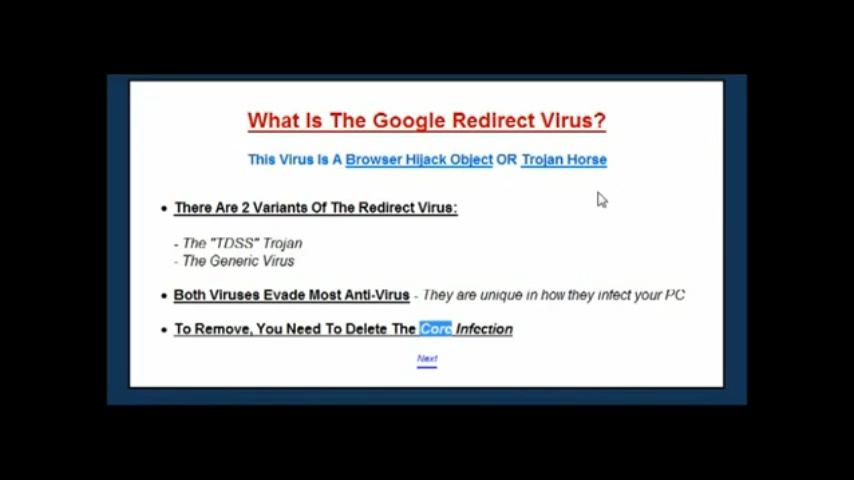 What Is The Google Redirect Virus?
This Virus Is A Browser Hijack Object OR Trojan Horse
• There Are 2 Variants Of The Redirect Virus:
- The "TDSS" Trojan
- The Generic Virus
• Both Viruses Evade Most Anti-Virus - They are unique in how they infect your PC
• To Remove, You Need To Delete The Core Infection
Next